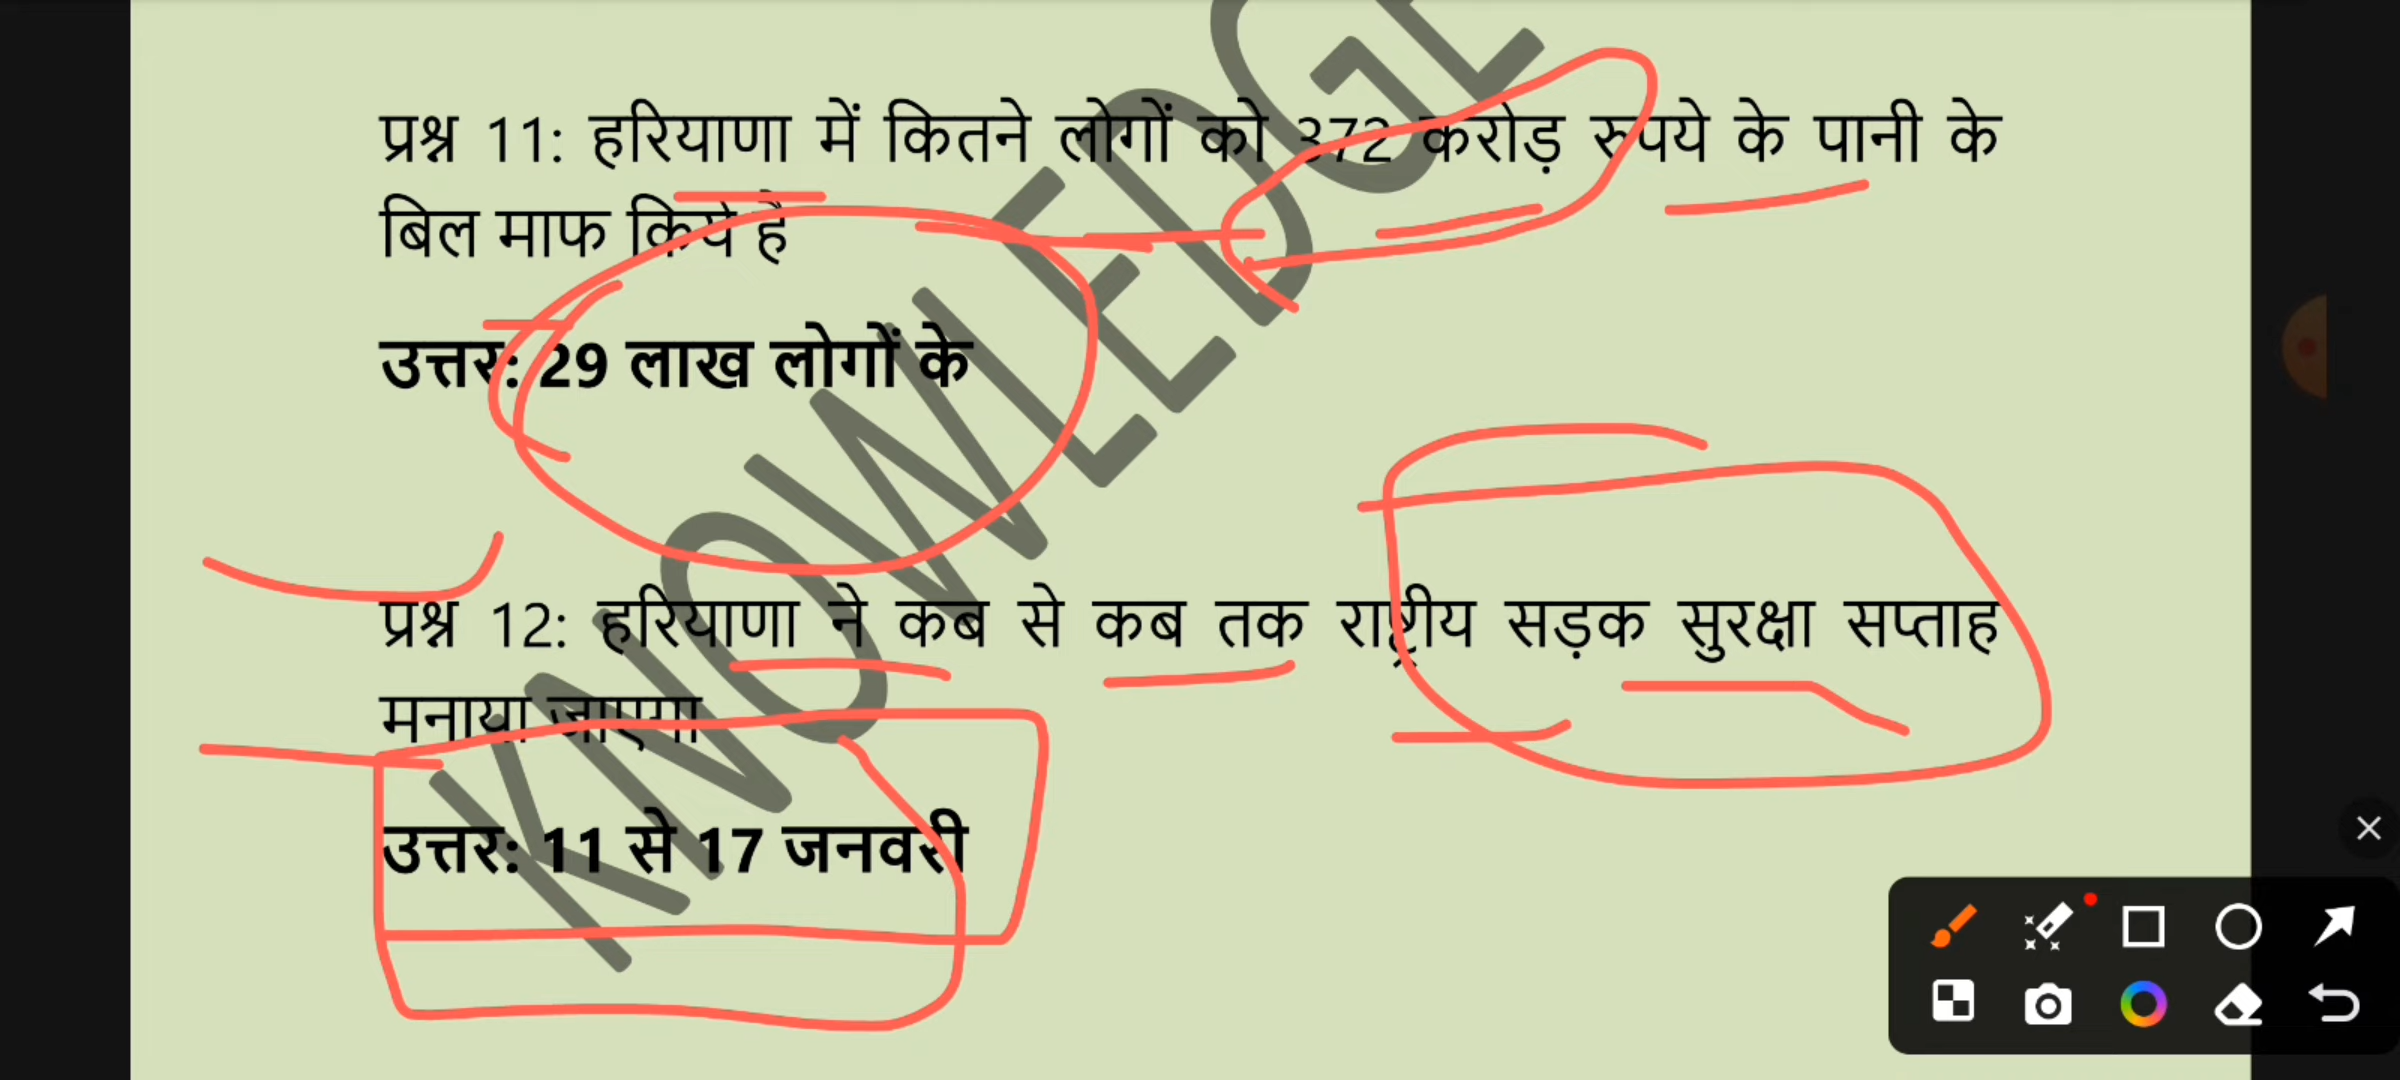 प्रश्न 11: हरियाणा में कितने लोगों को 372 करोड़ रुपये के पानी के
बिल माफ किये है
उत्तर: 29 लाख लोगों के
प्रश्न 12: हरियाणा ने कब से कब तक राष्ट्रीय सड़क सुरक्षा सप्ताह
मनाया जाएगा
उत्तर: 11 से 17 जनवरी
KNOWLEDGE